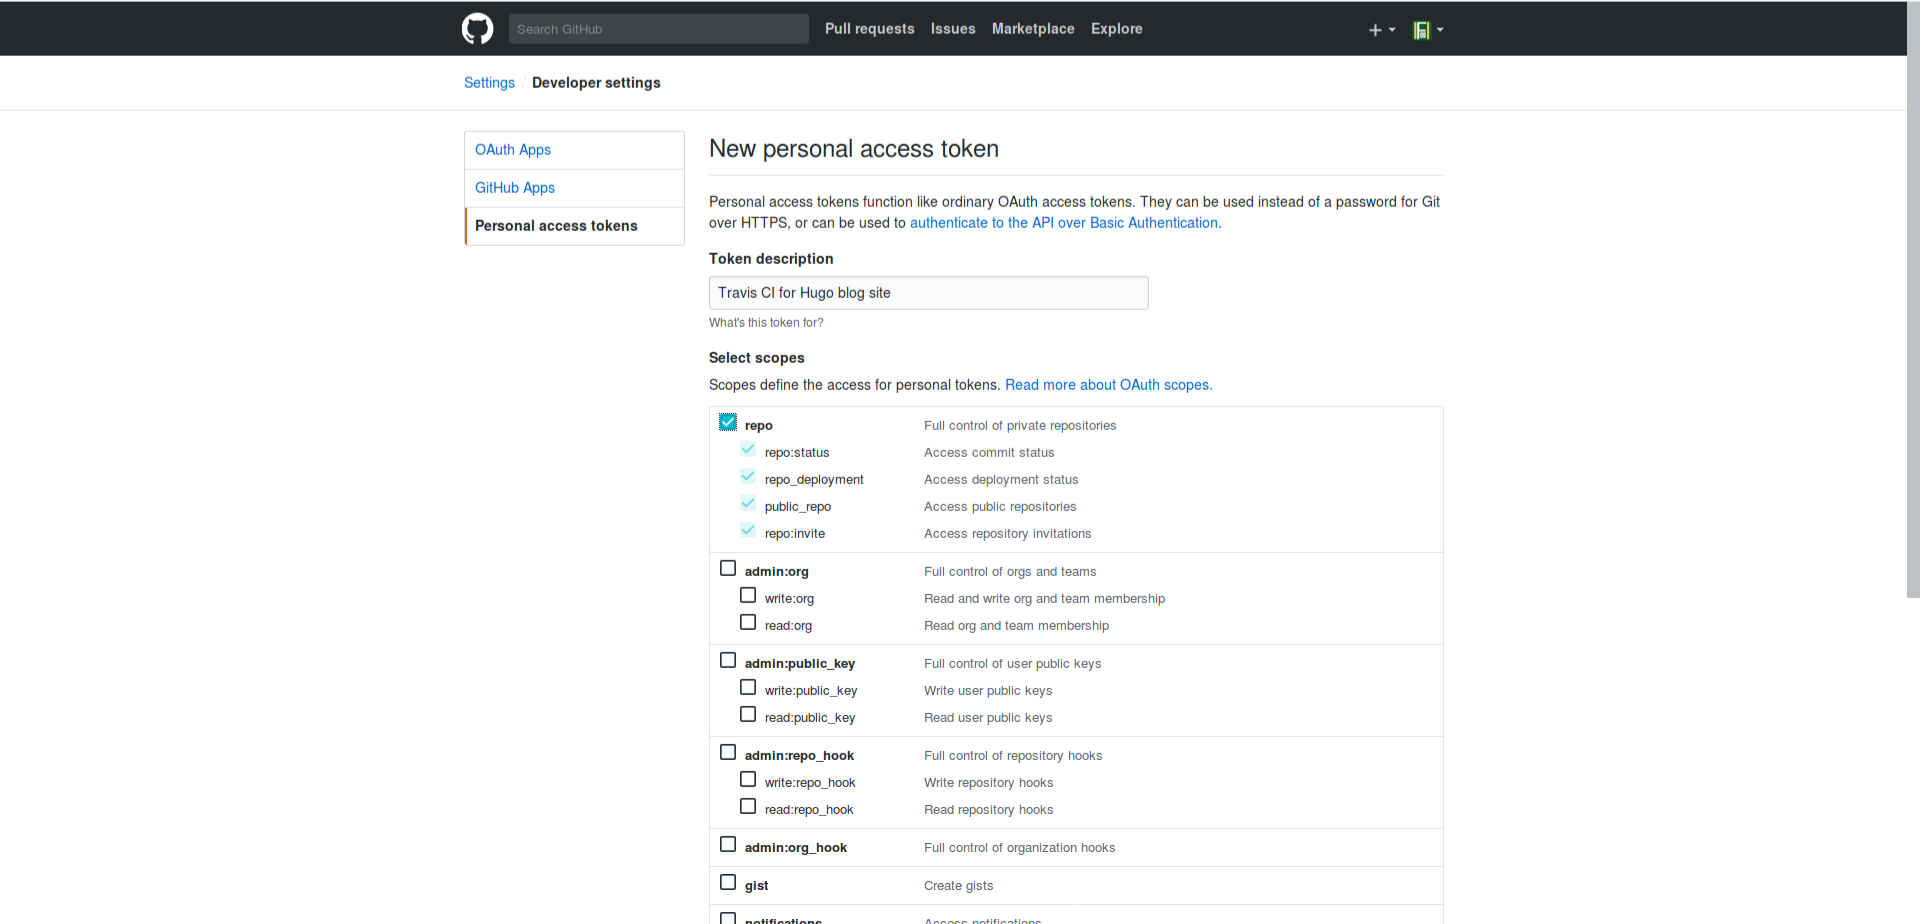 Search GitHub Pull requests Issues Marketplace Explore
Settings / Developer settings
OAuth Apps
GitHub Apps
Personal access tokens
New personal access token
Personal access tokens function like ordinary OAuth access tokens. They can be used instead of a password for Git
over HTTPS, or can be used to authenticate to the API over Basic Authentication.
Token description
Travis CI for Hugo blog site
What's this token for?
Select scopes
Scopes define the access for personal tokens. Read more about OAuth scopes.
repo Full control of private repositories
repo:status Access commit status
repo_deployment Access deployment status
public_repo Access public repositories
repo:invite Access repository invitations
admin:org Full control of orgs and teams
write:org Read and write org and team membership
read:org Read org and team membership
admin:public_key Full control of user public keys
write:public_key Write user public keys
read:public_key Read user public keys
admin:repo_hook Full control of repository hooks
write:repo_hook Write repository hooks
read:repo_hook Read repository hooks
admin:org_hook Full control of organization hooks
gist Create gists
notifications Access notifications